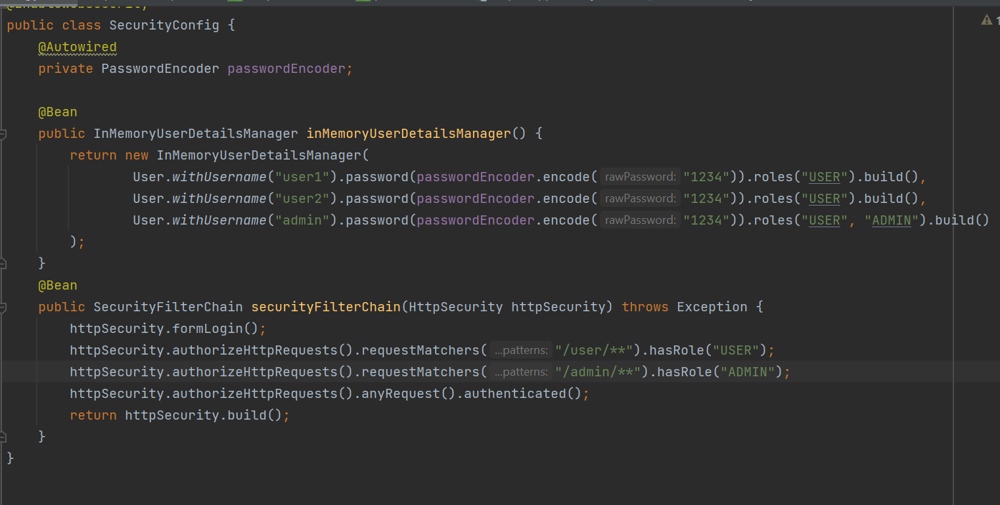 public class SecurityConfig {
@Autowired
private PasswordEncoder passwordEncoder;
@Bean
public InMemoryUserDetailsManager inMemoryUserDetailsManager() {
return new InMemoryUserDetailsManager(
User.withUsername("user1").password(passwordEncoder.encode( rawPassword: "1234")).roles("USER").build(),
User.withUsername("user2").password(passwordEncoder.encode( rawPassword: "1234")).roles("USER").build(),
User.withUsername("admin").password(passwordEncoder.encode( rawPassword: "1234")).roles("USER", "ADMIN").build()
);
}
@Bean
public SecurityFilterChain securityFilterChain(HttpSecurity httpSecurity) throws Exception {
httpSecurity.formLogin();
httpSecurity.authorizeHttpRequests().requestMatchers( ...patterns: "/user/**").hasRole("USER");
httpSecurity.authorizeHttpRequests().requestMatchers( ...patterns: "/admin/**").hasRole("ADMIN");
httpSecurity.authorizeHttpRequests().anyRequest().authenticated();
return httpSecurity.build();
}
}